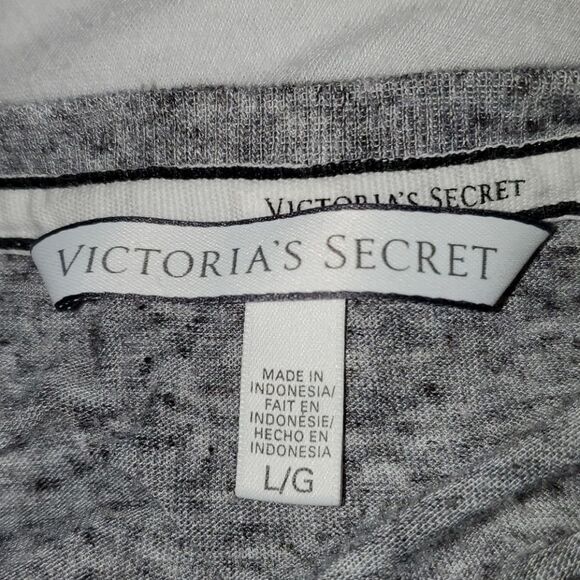 VICTORIA'S SECRET
VICTORIA'S SECRET
MADE IN
INDONESIA/
FAIT EN
INDONÉSIE/
HECHO EN
INDONESIA
L/G